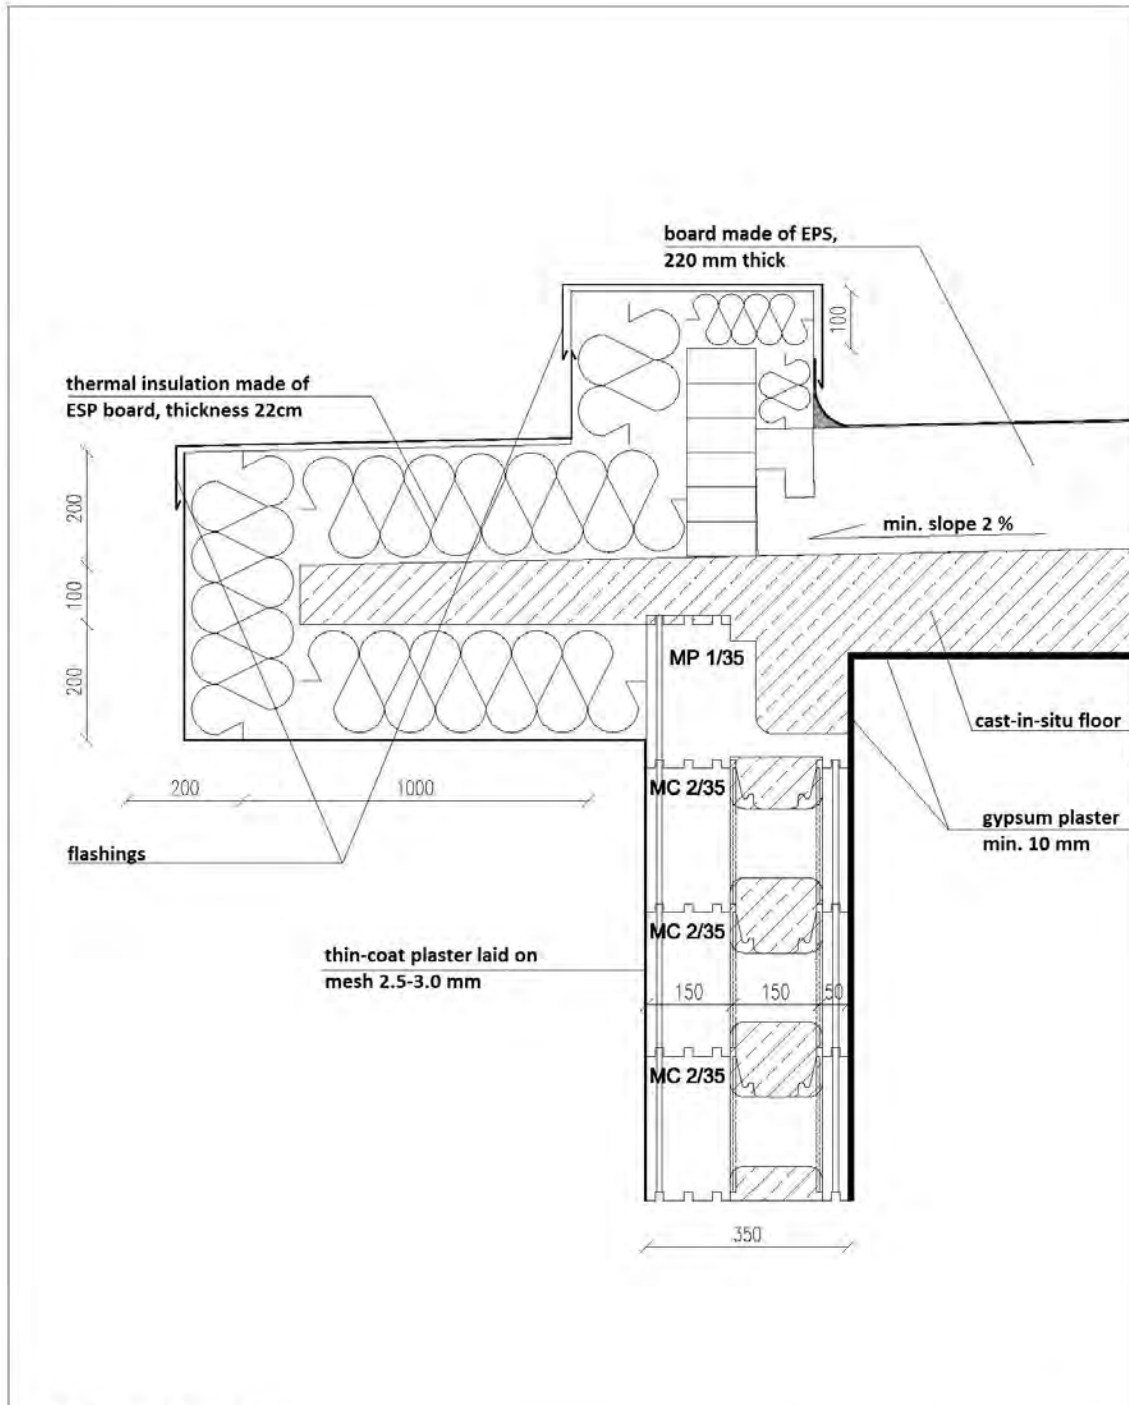 board made of EPS,
220 mm thick
100
thermal insulation made of
ESP board, thickness 22cm
200
min. slope 2 %
100
MP 1/35
200
cast-in-situ floor
200
1000
MC 2/35
gypsum plaster
min. 10 mm
flashings
MC 2/35
thin-coat plaster laid on
mesh 2.5-3.0 mm
150
150
50
MC 2/35
350